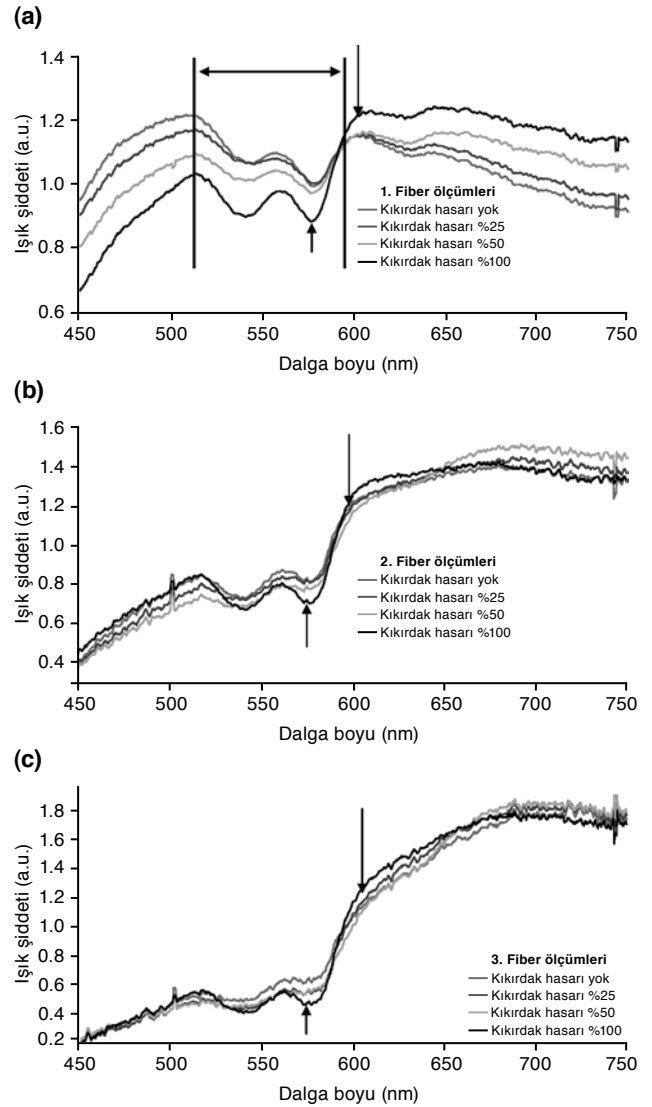 (a)
1.4
1.2
1.0
0.8
0.6
Işık şiddeti (a.u.)
1. Fiber ölçümleri
Kıkırdak hasarı yok
Kıkırdak hasarı %25
Kıkırdak hasarı %50
Kıkırdak hasarı %100
450 500 550 600 650 700 750
Dalga boyu (nm)
(b)
1.6
1.4
1.2
1.0
0.8
0.6
0.4
Işık şiddeti (a.u.)
2. Fiber ölçümleri
Kıkırdak hasarı yok
Kıkırdak hasarı %25
Kıkırdak hasarı %50
Kıkırdak hasarı %100
450 500 550 600 650 700 750
Dalga boyu (nm)
(c)
1.8
1.6
1.4
1.2
1.0
0.8
0.6
0.4
0.2
Işık şiddeti (a.u.)
3. Fiber ölçümleri
Kıkırdak hasarı yok
Kıkırdak hasarı %25
Kıkırdak hasarı %50
Kıkırdak hasarı %100
450 500 550 600 650 700 750
Dalga boyu (nm)